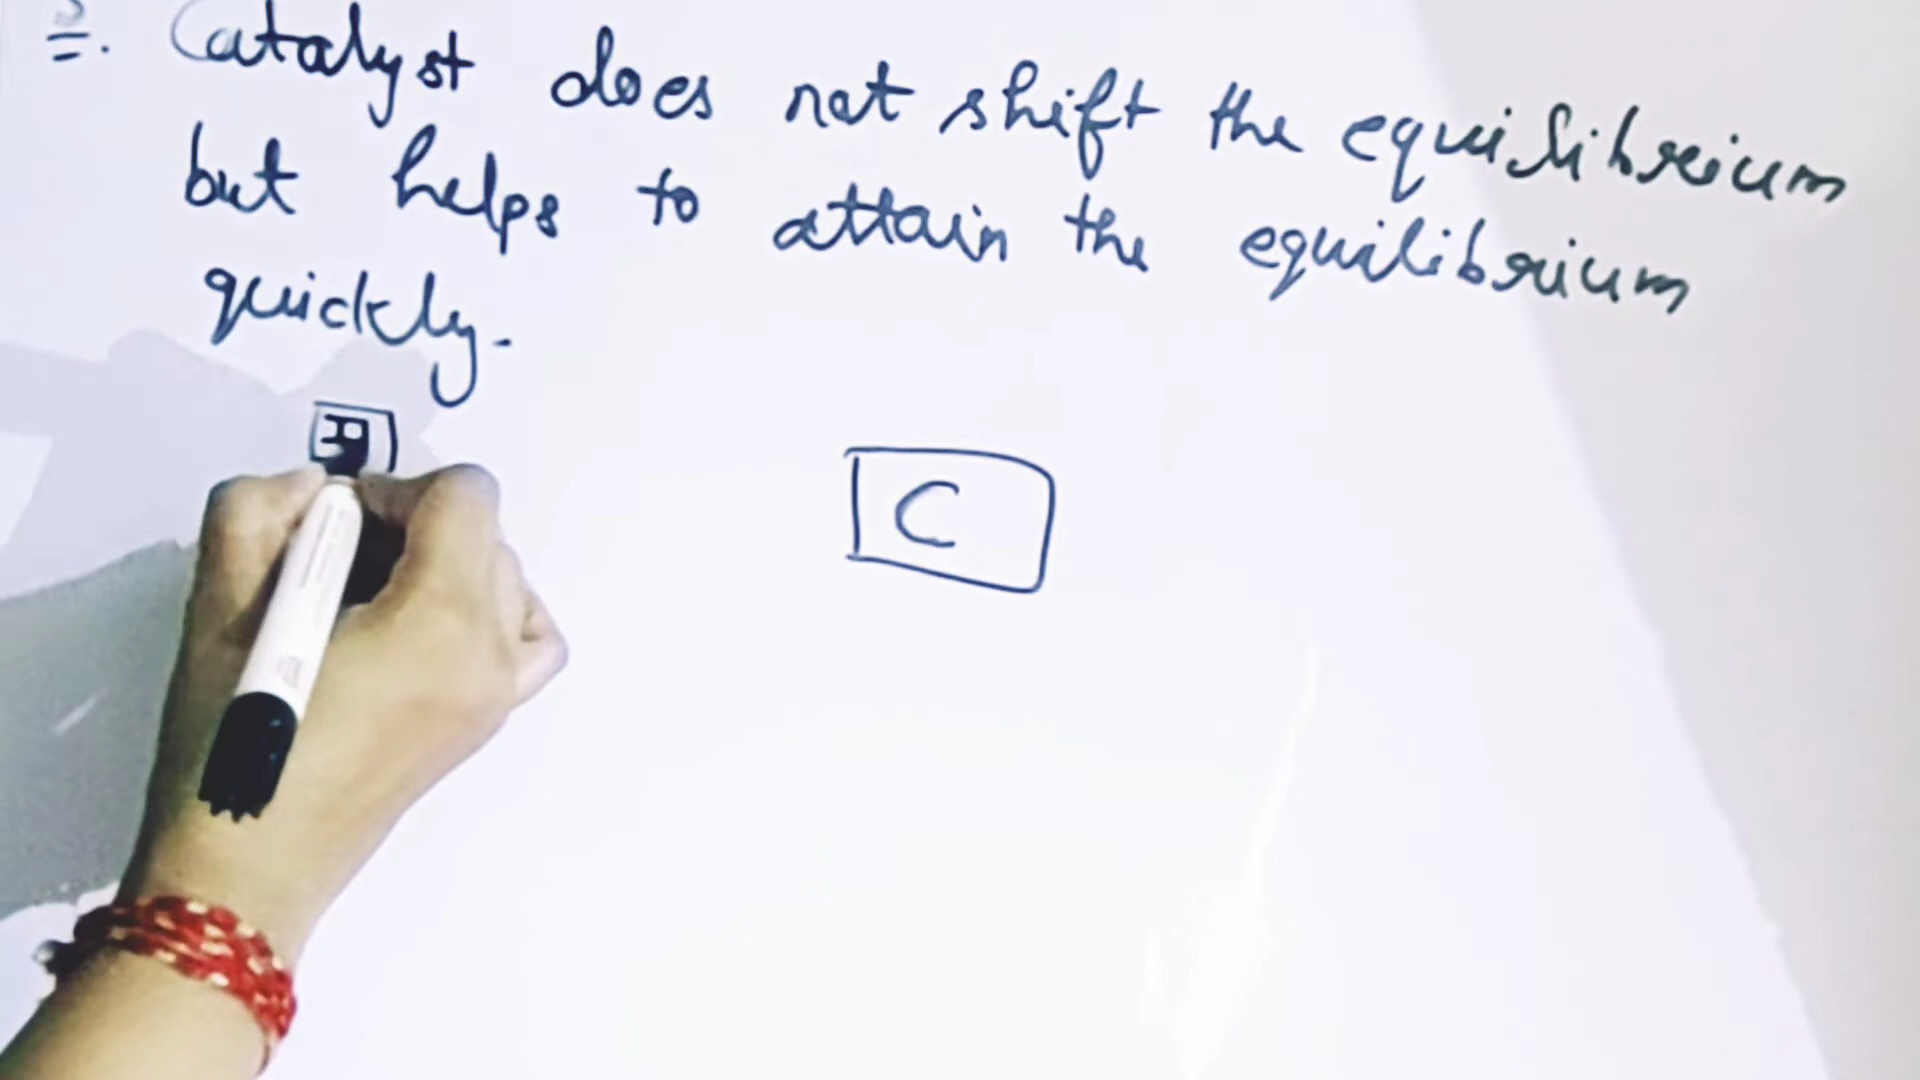 Catalyst does not shift the equilibrium
but helps to attain the equilibrium
quickly.
C